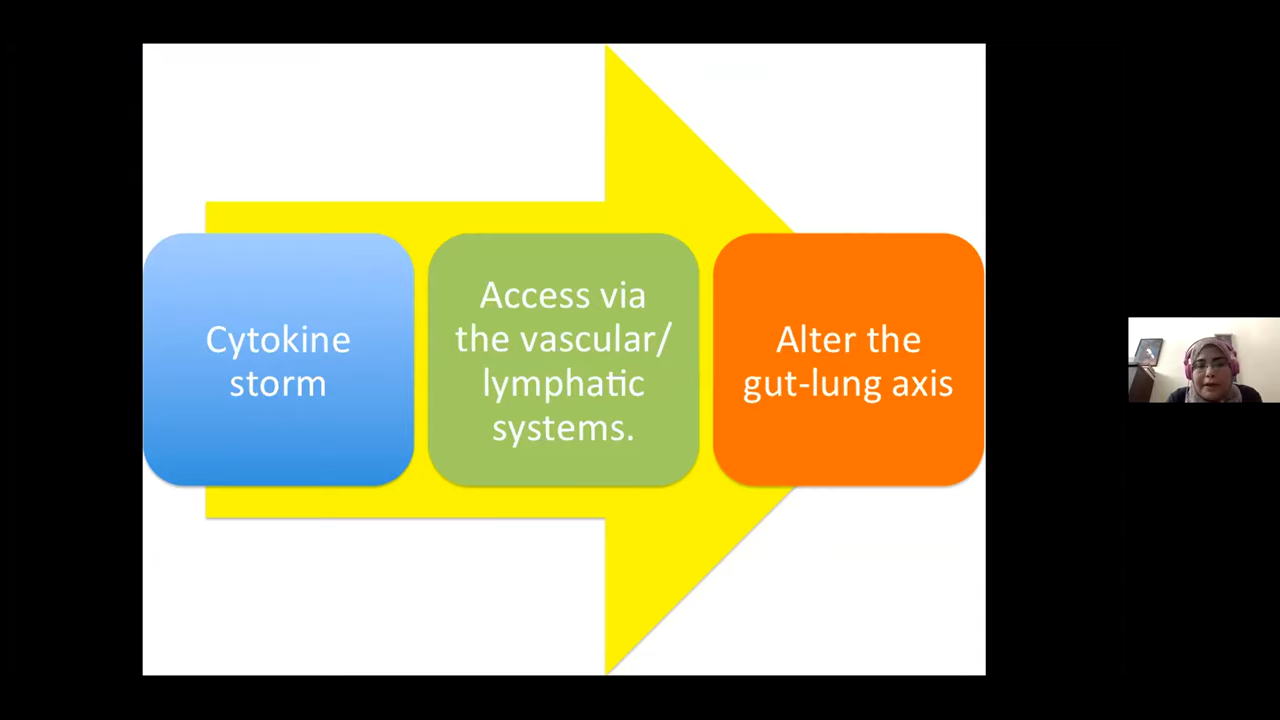 Cytokine
storm
Access via
the vascular/
lymphatic
systems.
Alter the
gut-lung axis